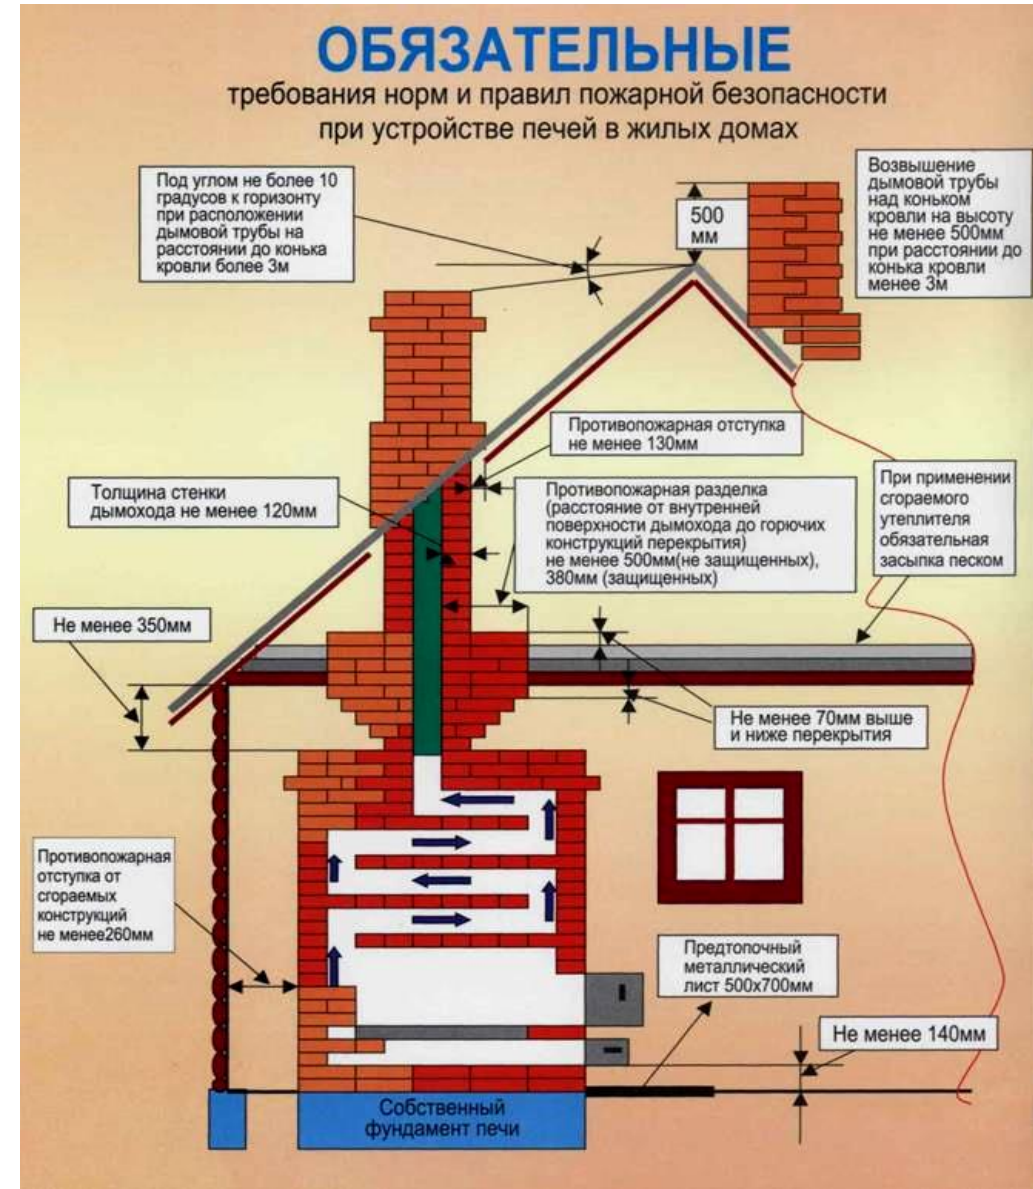 ОБЯЗАТЕЛЬНЫЕ
требования норм и правил пожарной безопасности
при устройстве печей в жилых домах
Под углом не более 10
градусов к горизонту
при расположении
дымовой трубы на
расстоянии до конька
кровли более 3м
500
мм
Возвышение
дымовой трубы
над коньком
кровли на высоту
не менее 500мм
при расстоянии до
конька кровли
менее 3м
Противопожарная отступка
не менее 130мм
Толщина стенки
дымохода не менее 120мм
Противопожарная разделка
(расстояние от внутренней
поверхности дымохода до горючих
конструкций перекрытия)
не менее 500мм(не защищенных),
380мм (защищенных)
При применении
сгораемого
утеплителя
обязательная
засыпка песком
Не менее 350мм
Не менее 70мм выше
и ниже перекрытия
Противопожарная
отступка от
сгораемых
конструкций
не менее260мм
Предтопочный
металлический
лист 500х700мм
Не менее 140мм
Собственный
фундамент печи